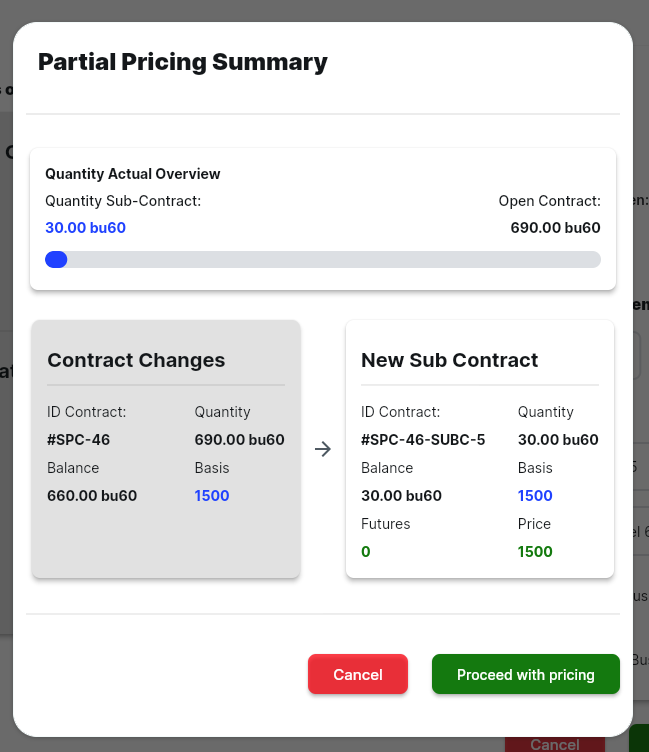 Partial Pricing Summary
Quantity Actual Overview
Quantity Sub-Contract:
Open Contract:
30.00 bu60
690.00 bu60
Contract Changes
ID Contract:
Quantity
#SPC-46
690.00 bu60
Balance
Basis
660.00 bu60
1500
New Sub Contract
ID Contract:
Quantity
#SPC-46-SUBC-5
30.00 bu60
Balance
Basis
30.00 bu60
1500
Futures
Price
0
1500
Cancel
Proceed with pricing
Cancel